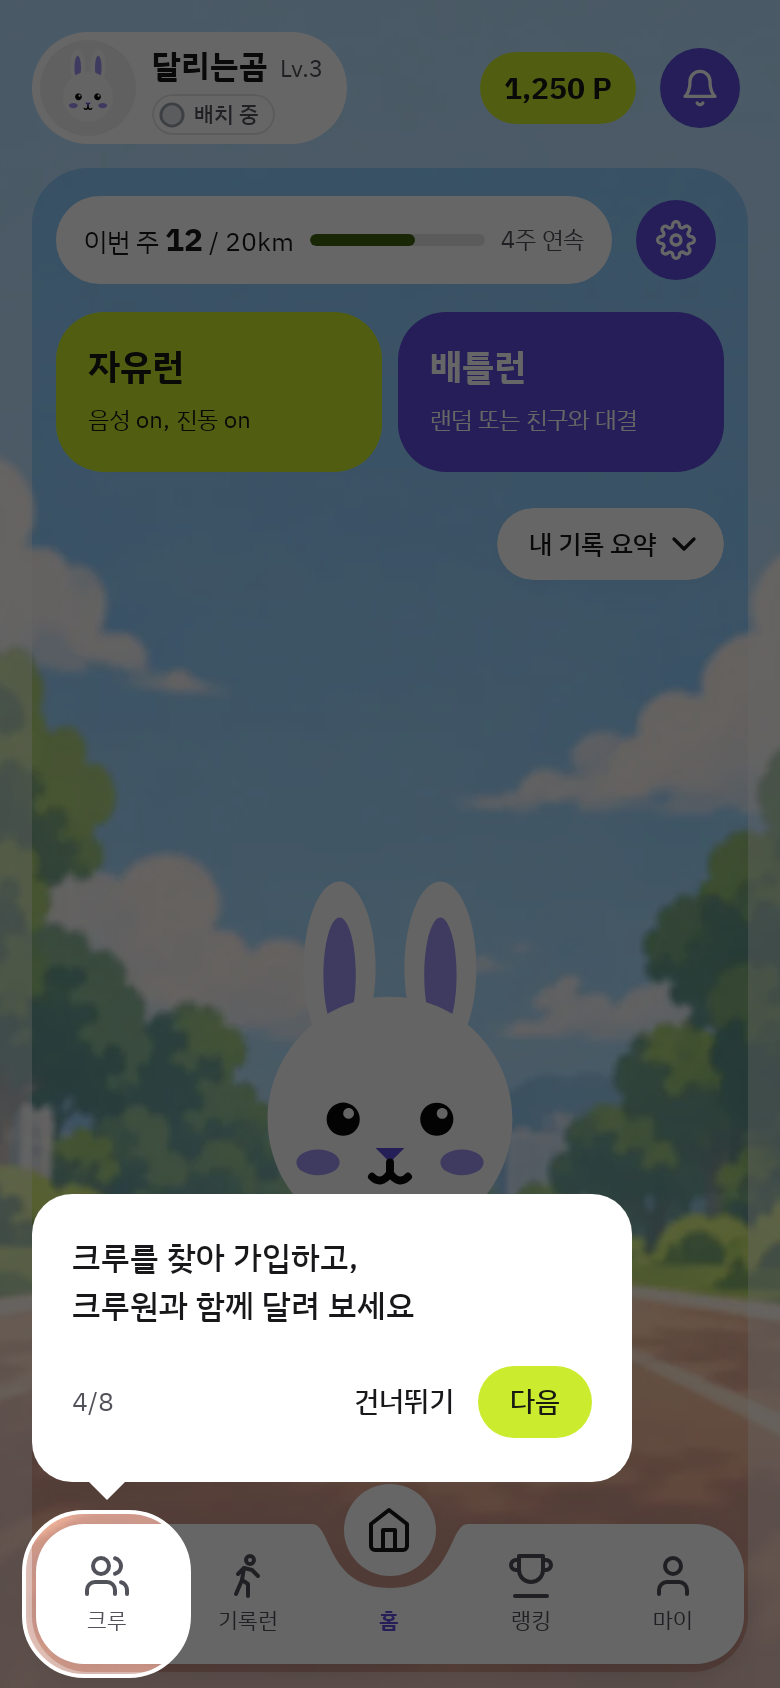 달리는곰 Lv.3
배치 중
1,250 P
이번 주 12 / 20km
4주 연속
자유런
음성 on, 진동 on
배틀런
랜덤 또는 친구와 대결
내 기록 요약
크루를 찾아 가입하고,
크루원과 함께 달려 보세요
4/8
건너뛰기
다음
크루
기록런
홈
랭킹
마이